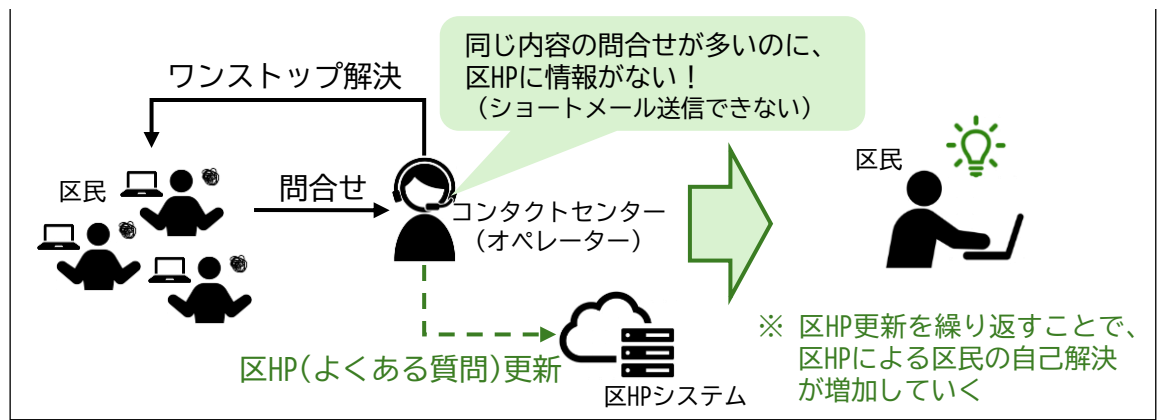 同じ内容の問合せが多いのに、
区HPに情報がない！
（ショートメール送信できない）
ワンストップ解決
区民
問合せ
コンタクトセンター
（オペレーター）
区HP(よくある質問)更新
区HPシステム
区民
※ 区HP更新を繰り返すことで、
区HPによる区民の自己解決
が増加していく